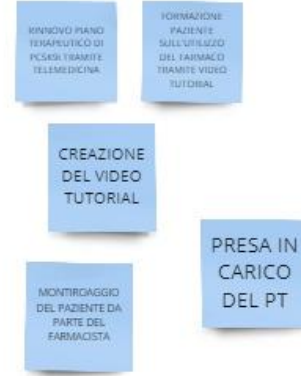 RINNOVO PIANO
TERAPEUTICO DI
PCSK9I TRAMITE
TELEMEDICINA
FORMAZIONE
PAZIENTE
SULL'UTILIZZO
DEL FARMACO
TRAMITE VIDEO
TUTORIAL
CREAZIONE
DEL VIDEO
TUTORIAL
PRESA IN
CARICO
DEL PT
MONTIROAGGIO
DEL PAZIENTE DA
PARTE DEL
FARMACISTA